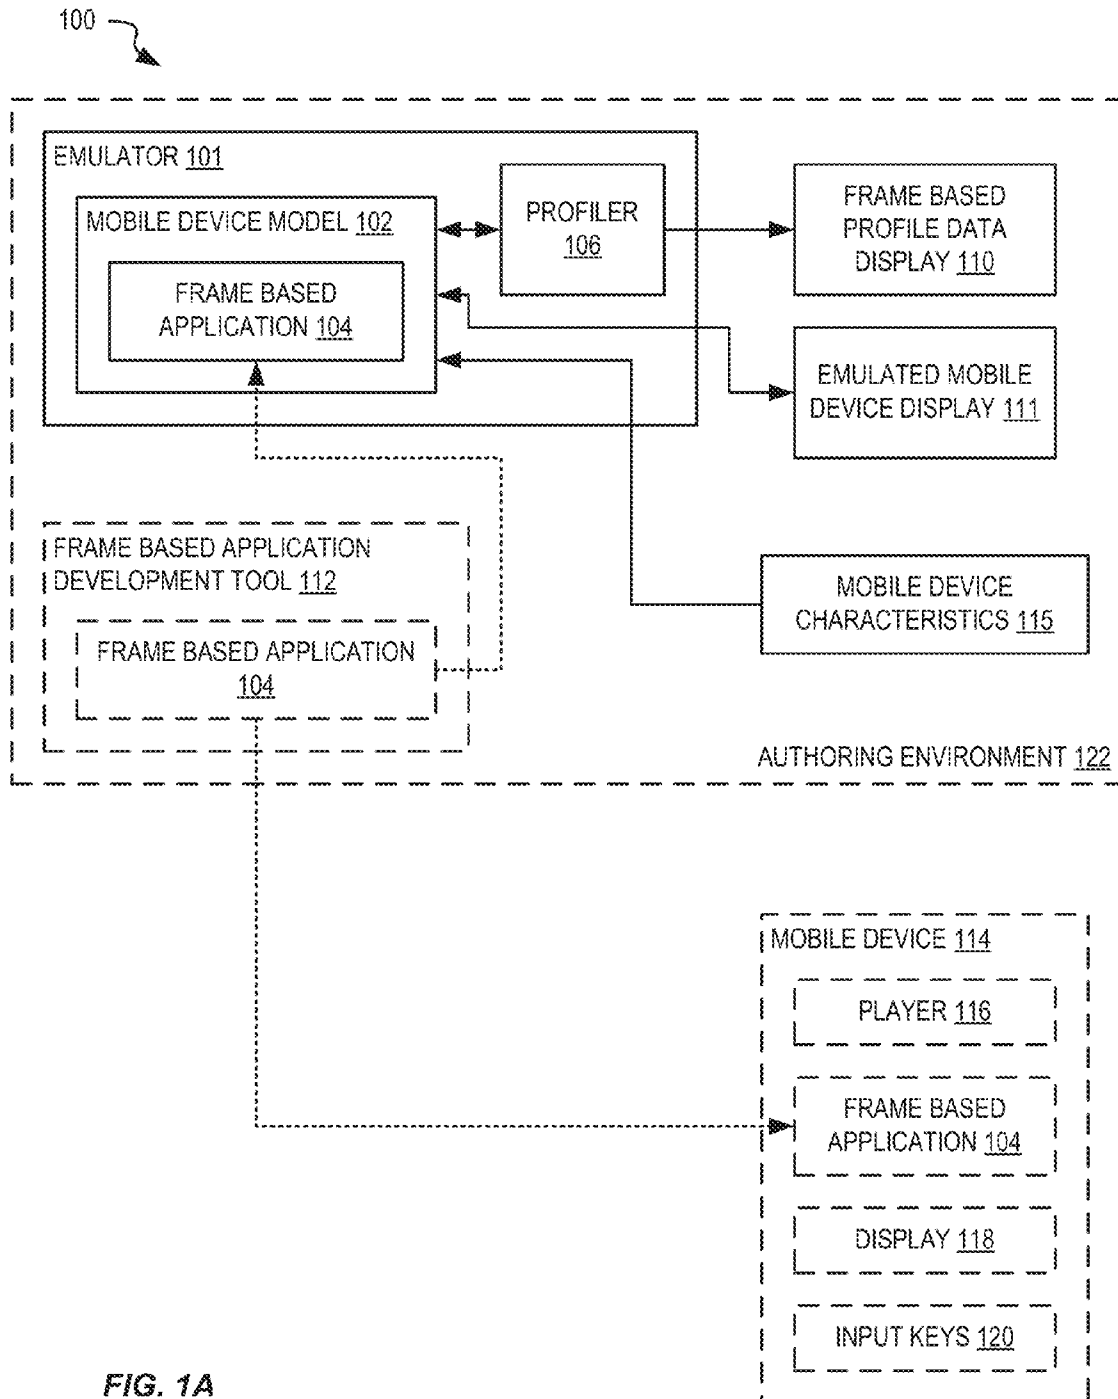 100
EMULATOR 101
MOBILE DEVICE MODEL 102
FRAME BASED
APPLICATION 104
PROFILER
106
FRAME BASED
PROFILE DATA
DISPLAY 110
EMULATED MOBILE
DEVICE DISPLAY 111
FRAME BASED APPLICATION
DEVELOPMENT TOOL 112
FRAME BASED APPLICATION
104
MOBILE DEVICE
CHARACTERISTICS 115
AUTHORING ENVIRONMENT 122
MOBILE DEVICE 114
PLAYER 116
FRAME BASED
APPLICATION 104
DISPLAY 118
INPUT KEYS 120
FIG. 1A